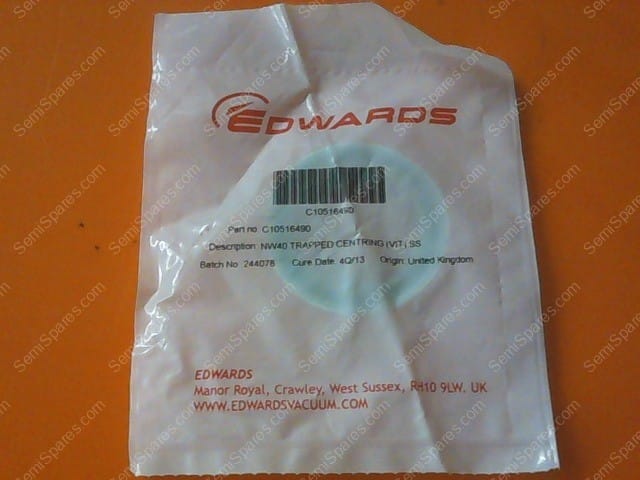 EDWARDS
C10516490
Part no. C10516490
Description: NW40 TRAPPED CENTRING (VIT) SS
Batch No: 244078 Cure Date: 4Q/13 Origin: United Kingdom
EDWARDS
Manor Royal, Crawley, West Sussex, RH10 9LW. UK
WWW.EDWARDSVACUUM.COM
SemiSpares.com